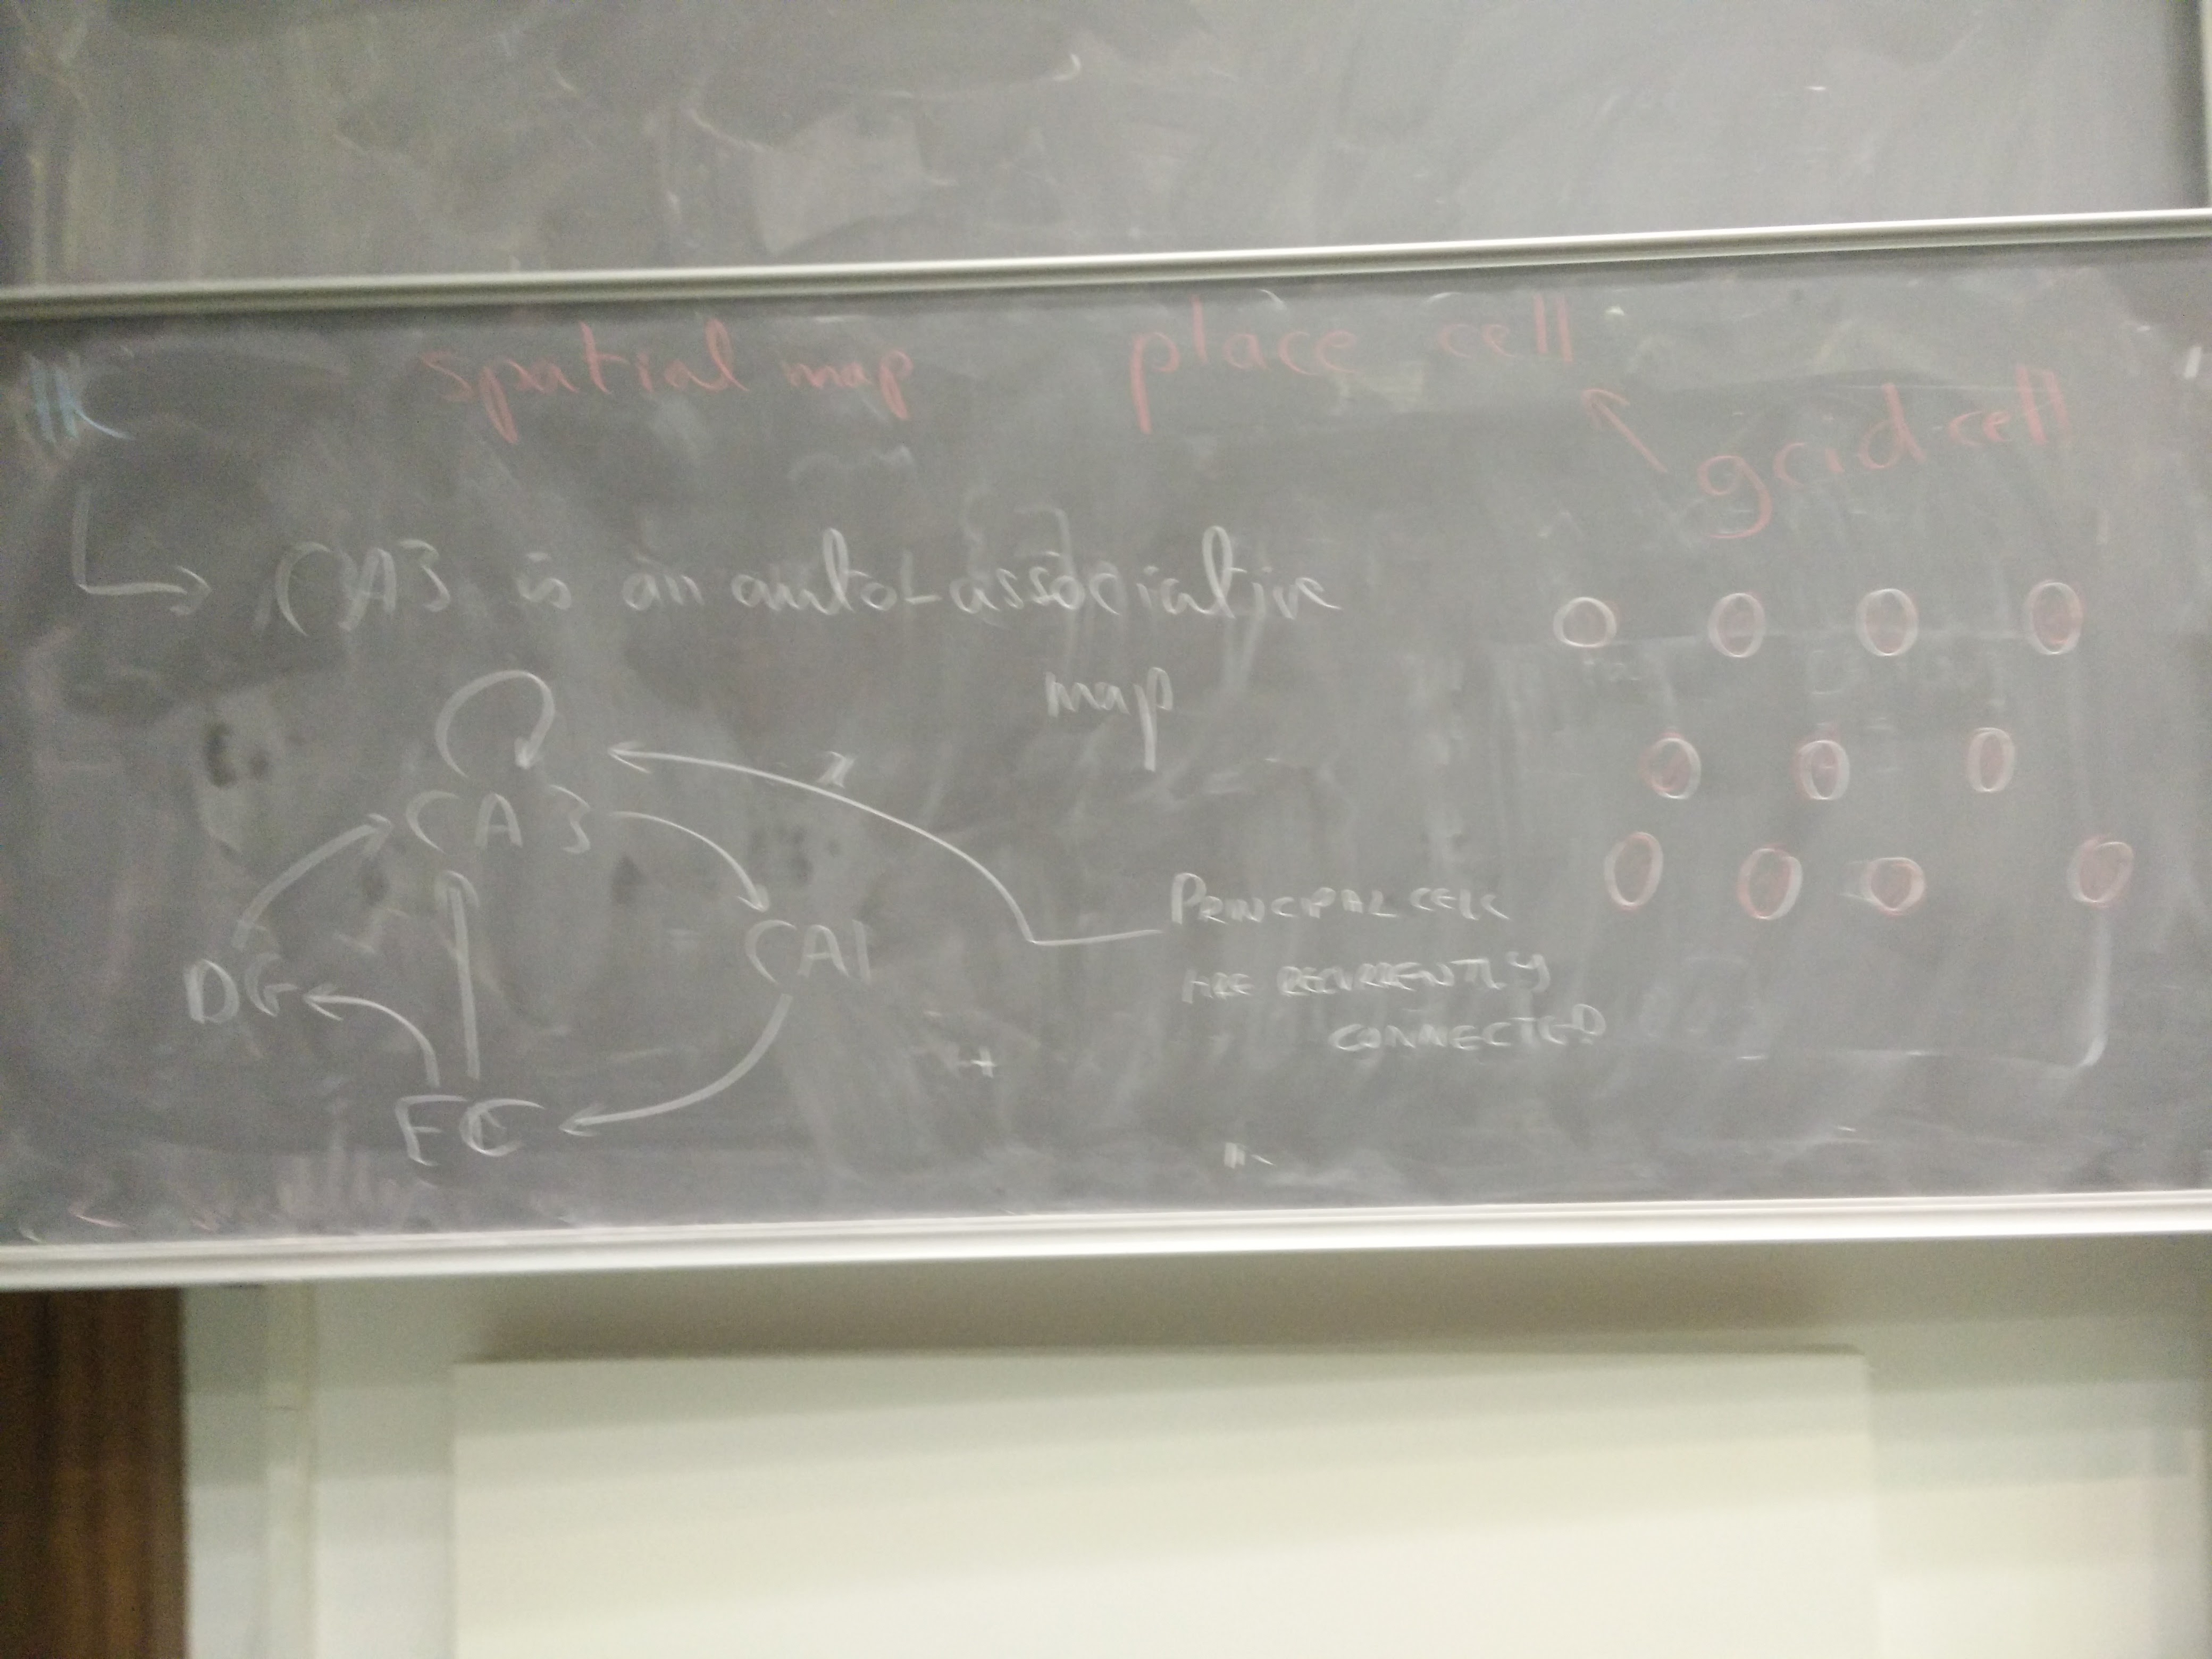 spatial map place cell
grid cell
CA3 is an auto-associative
map
CA3
CA1
DG
EC
PRINCIPAL CELLS
ARE RECURRENTLY
CONNECTED